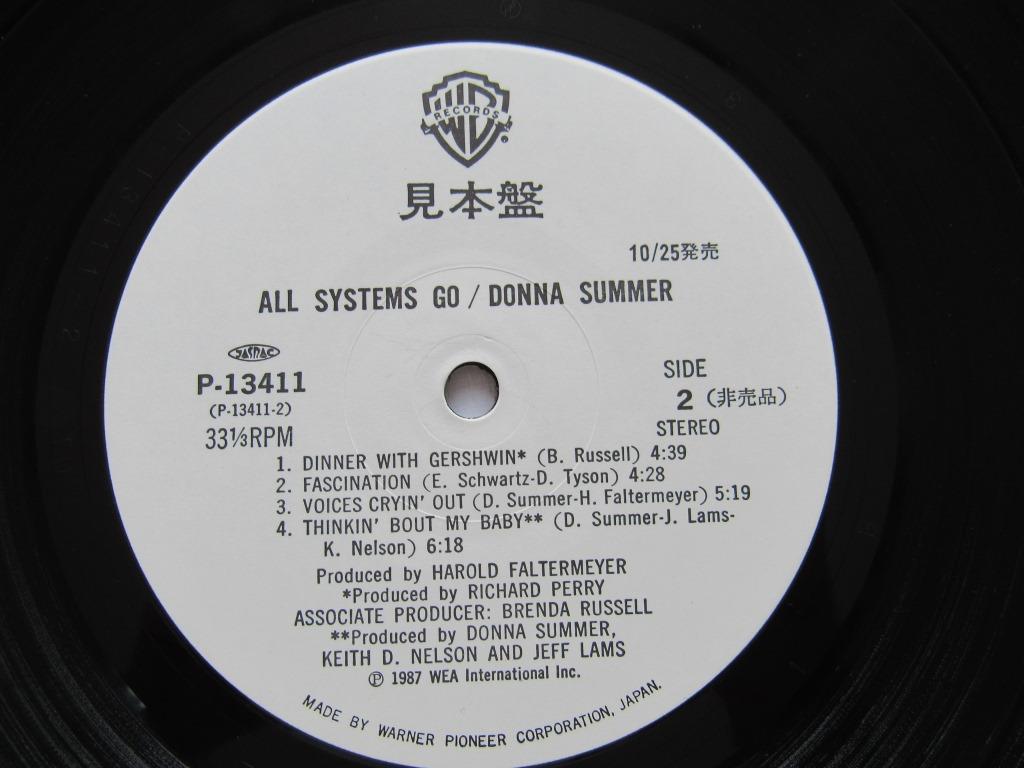 RECORDS
見本盤
10/25発売
ALL SYSTEMS GO / DONNA SUMMER
JASRAC
P-13411
(P-13411-2)
33⅓RPM
SIDE
2 (非売品)
STEREO
1. DINNER WITH GERSHWIN* (B. Russell) 4:39
2. FASCINATION (E. Schwartz-D. Tyson) 4:28
3. VOICES CRYIN' OUT (D. Summer-H. Faltermeyer) 5:19
4. THINKIN' BOUT MY BABY** (D. Summer-J. Lams-
K. Nelson) 6:18
Produced by HAROLD FALTERMEYER
*Produced by RICHARD PERRY
ASSOCIATE PRODUCER: BRENDA RUSSELL
**Produced by DONNA SUMMER,
KEITH D. NELSON AND JEFF LAMS
℗ 1987 WEA International Inc.
MADE BY WARNER PIONEER CORPORATION, JAPAN.